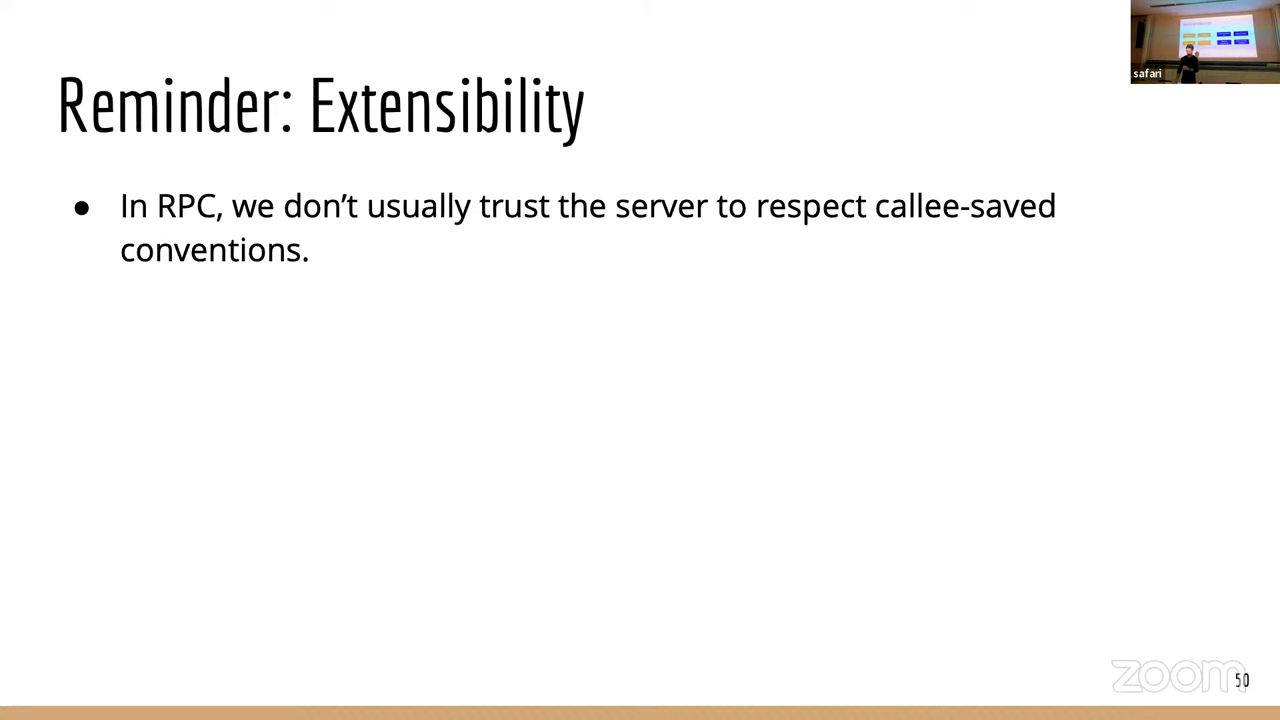 safari
Reminder: Extensibility
● In RPC, we don’t usually trust the server to respect callee-saved
conventions.
zoom
50